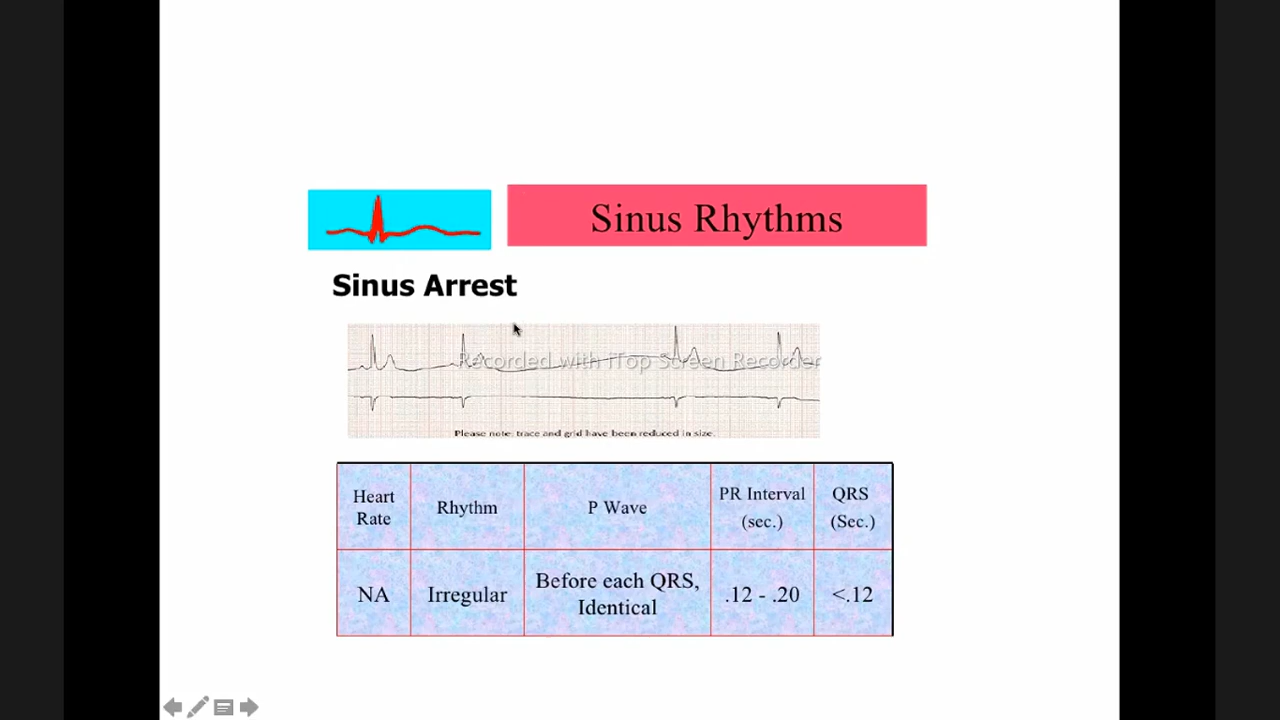 Sinus Rhythms
Sinus Arrest
Recorded with iTop Screen Recorder
Please note: trace and grid have been reduced in size.
Heart Rate
Rhythm
P Wave
PR Interval (sec.)
QRS (Sec.)
NA
Irregular
Before each QRS,
Identical
.12 - .20
<.12